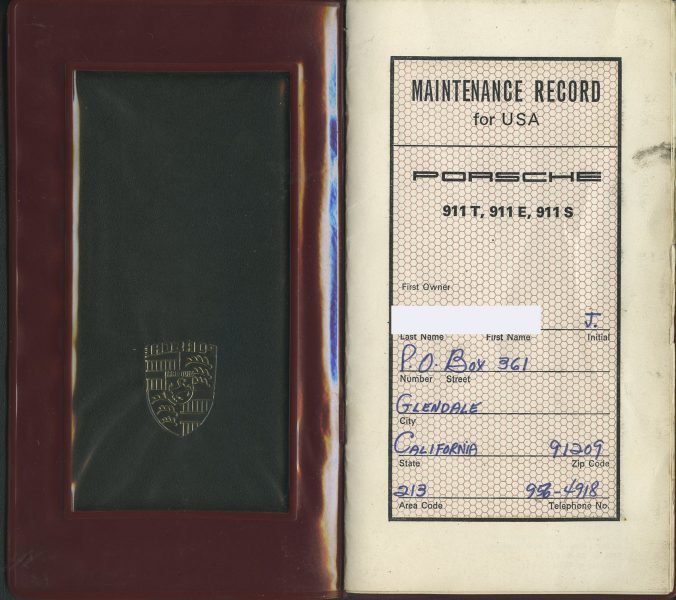 MAINTENANCE RECORD
for USA
PORSCHE
911 T, 911 E, 911 S
First Owner
J.
Last Name First Name Initial
P.O. Box 361
Number Street
GLENDALE
City
CALIFORNIA 91209
State Zip Code
213 956-4918
Area Code Telephone No.